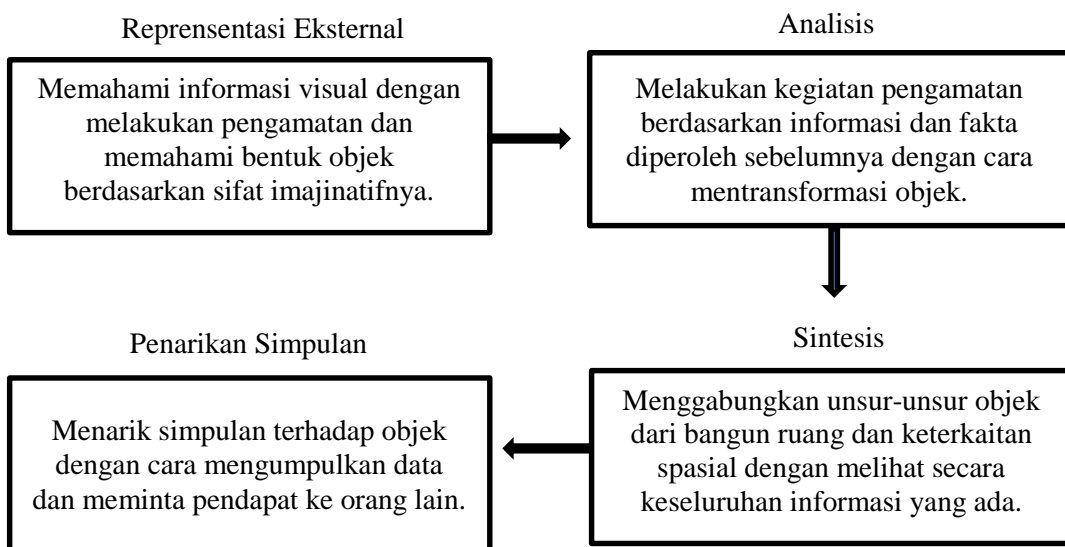 Reprensentasi Eksternal
Memahami informasi visual dengan
melakukan pengamatan dan
memahami bentuk objek
berdasarkan sifat imajinatifnya.
Analisis
Melakukan kegiatan pengamatan
berdasarkan informasi dan fakta
diperoleh sebelumnya dengan cara
mentransformasi objek.
Sintesis
Menggabungkan unsur-unsur objek
dari bangun ruang dan keterkaitan
spasial dengan melihat secara
keseluruhan informasi yang ada.
Penarikan Simpulan
Menarik simpulan terhadap objek
dengan cara mengumpulkan data
dan meminta pendapat ke orang lain.